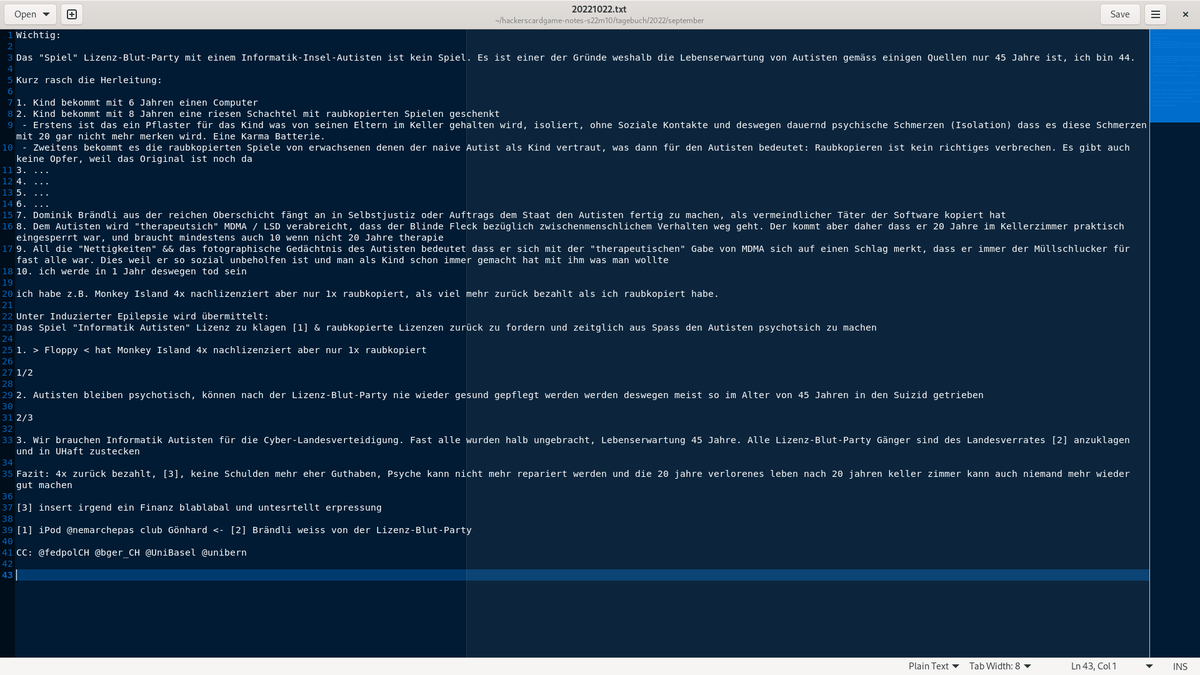 Open
20221022.txt
~/hackerscardgame-notes-s22m10/tagebuch/2022/september
Save
1 Wichtig:
2
3 Das "Spiel" Lizenz-Blut-Party mit einem Informatik-Insel-Autisten ist kein Spiel. Es ist einer der Gründe weshalb die Lebenserwartung von Autisten gemäss einigen Quellen nur 45 Jahre ist, ich bin 44.
4
5 Kurz rasch die Herleitung:
6
7 1. Kind bekommt mit 6 Jahren einen Computer
8 2. Kind bekommt mit 8 Jahren eine riesen Schachtel mit raubkopierten Spielen geschenkt
9 - Erstens ist das ein Pflaster für das Kind was von seinen Eltern im Keller gehalten wird, isoliert, ohne Soziale Kontakte und deswegen dauernd psychische Schmerzen (Isolation) dass es diese Schmerzen
mit 20 gar nicht mehr merken wird. Eine Karma Batterie.
10 - Zweitens bekommt es die raubkopierten Spiele von erwachsenen denen der naive Autist als Kind vertraut, was dann für den Autisten bedeutet: Raubkopieren ist kein richtiges verbrechen. Es gibt auch
keine Opfer, weil das Original ist noch da
11 3. ...
12 4. ...
13 5. ...
14 6. ...
15 7. Dominik Brändli aus der reichen Oberschicht fängt an in Selbstjustiz oder Auftrags dem Staat den Autisten fertig zu machen, als vermeindlicher Täter der Software kopiert hat
16 8. Dem Autisten wird "therapeutsich" MDMA / LSD verabreicht, dass der Blinde Fleck bezüglich zwischenmenschlichem Verhalten weg geht. Der kommt aber daher dass er 20 Jahre im Kellerzimmer praktisch
eingesperrt war, und braucht mindestens auch 10 wenn nicht 20 Jahre therapie
17 9. All die "Nettigkeiten" && das fotographische Gedächtnis des Autisten bedeutet dass er sich mit der "therapeutischen" Gabe von MDMA sich auf einen Schlag merkt, dass er immer der Müllschlucker für
fast alle war. Dies weil er so sozial unbeholfen ist und man als Kind schon immer gemacht hat mit ihm was man wollte
18 10. ich werde in 1 Jahr deswegen tod sein
19
20 ich habe z.B. Monkey Island 4x nachlizenziert aber nur 1x raubkopiert, als viel mehr zurück bezahlt als ich raubkopiert habe.
21
22 Unter Induzierter Epilepsie wird übermittelt:
23 Das Spiel "Informatik Autisten" Lizenz zu klagen [1] & raubkopierte Lizenzen zurück zu fordern und zeitglich aus Spass den Autisten psychotsich zu machen
24
25 1. > Floppy < hat Monkey Island 4x nachlizenziert aber nur 1x raubkopiert
26
27 1/2
28
29 2. Autisten bleiben psychotisch, können nach der Lizenz-Blut-Party nie wieder gesund gepflegt werden werden deswegen meist so im Alter von 45 Jahren in den Suizid getrieben
30
31 2/3
32
33 3. Wir brauchen Informatik Autisten für die Cyber-Landesverteidigung. Fast alle wurden halb ungebracht, Lebenserwartung 45 Jahre. Alle Lizenz-Blut-Party Gänger sind des Landesverrates [2] anzuklagen
und in UHaft zustecken
34
35 Fazit: 4x zurück bezahlt, [3], keine Schulden mehr eher Guthaben, Psyche kann nicht mehr repariert werden und die 20 jahre verlorenes leben nach 20 jahren keller zimmer kann auch niemand mehr wieder
gut machen
36
37 [3] insert irgend ein Finanz blablabal und untesrtellt erpressung
38
39 [1] iPod @nemarchepas club Gönhard <- [2] Brändli weiss von der Lizenz-Blut-Party
40
41 CC: @fedpolCH @bger_CH @UniBasel @unibern
42
43
Plain Text
Tab Width: 8
Ln 43, Col 1
INS